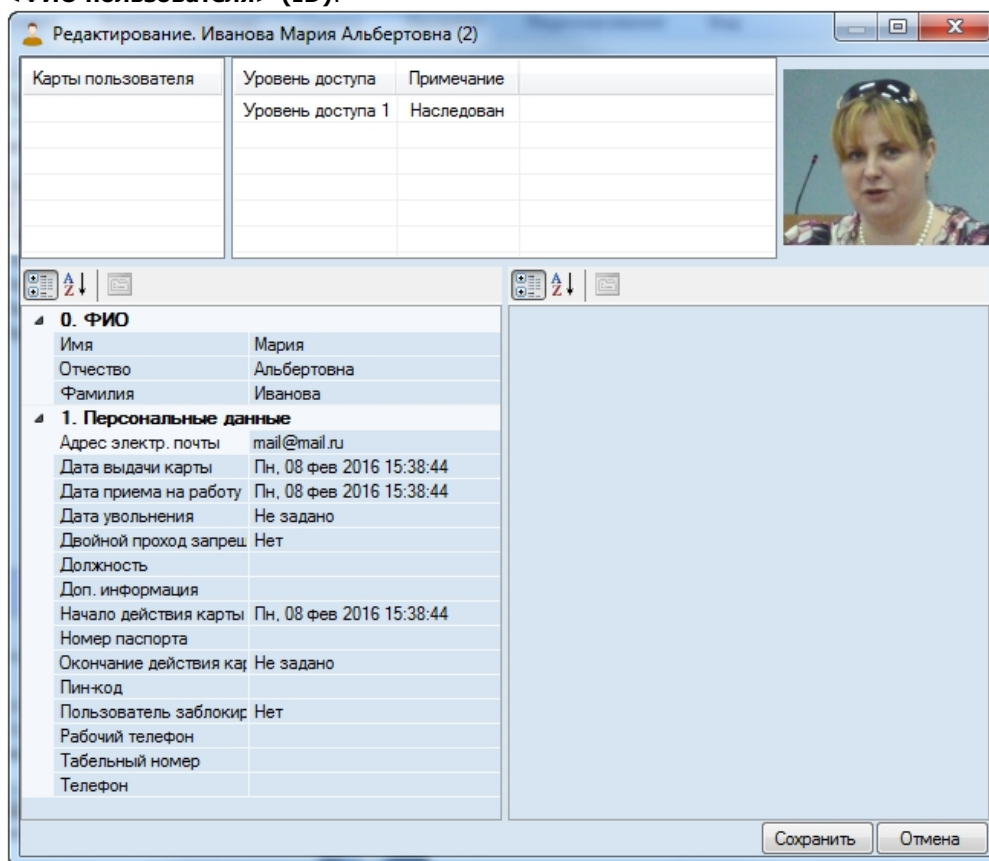 <ФИО пользователя> (ID).
Редактирование. Иванова Мария Альбертовна (2)
Карты пользователя Уровень доступа Примечание
Уровень доступа 1 Наследован
0. ФИО
Имя Мария
Отчество Альбертовна
Фамилия Иванова
1. Персональные данные
Адрес электр. почты mail@mail.ru
Дата выдачи карты Пн, 08 фев 2016 15:38:44
Дата приема на работу Пн, 08 фев 2016 15:38:44
Дата увольнения Не задано
Двойной проход запрещ Нет
Должность
Доп. информация
Начало действия карты Пн, 08 фев 2016 15:38:44
Номер паспорта
Окончание действия кар Не задано
Пин-код
Пользователь заблокир Нет
Рабочий телефон
Табельный номер
Телефон
Сохранить Отмена